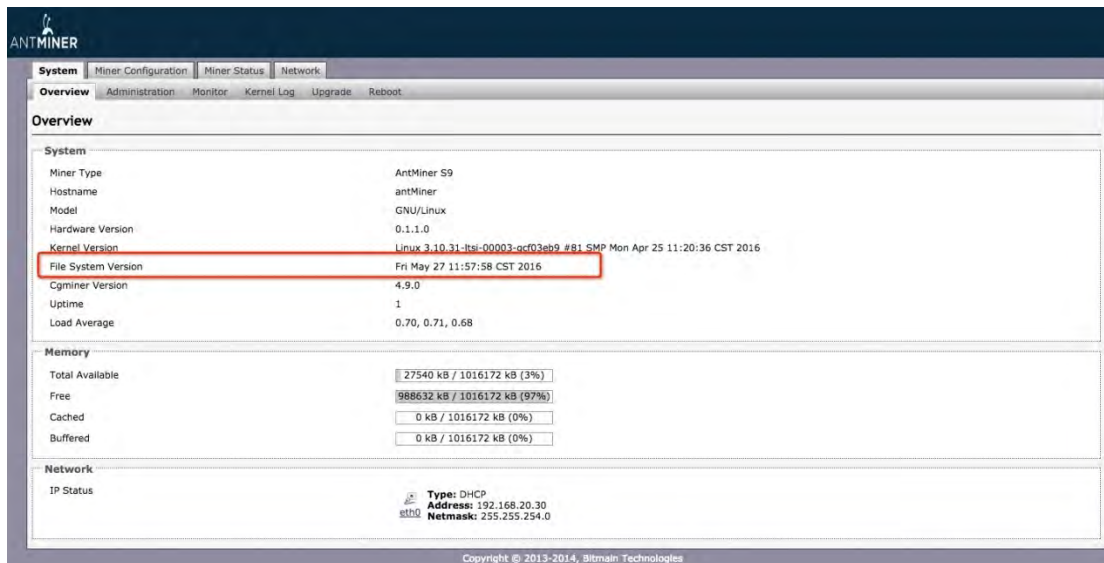 ANTMINER
System Miner Configuration Miner Status Network
Overview Administration Monitor Kernel Log Upgrade Reboot
Overview
System
Miner Type AntMiner S9
Hostname antMiner
Model GNU/Linux
Hardware Version 0.1.1.0
Kernel Version Linux 3.10.31-ltsi-00003-gcf03eb9 #81 SMP Mon Apr 25 11:20:36 CST 2016
File System Version Fri May 27 11:57:58 CST 2016
Cgminer Version 4.9.0
Uptime 1
Load Average 0.70, 0.71, 0.68
Memory
Total Available 27540 kB / 1016172 kB (3%)
Free 988632 kB / 1016172 kB (97%)
Cached 0 kB / 1016172 kB (0%)
Buffered 0 kB / 1016172 kB (0%)
Network
IP Status Type: DHCP
Address: 192.168.20.30
eth0 Netmask: 255.255.254.0
Copyright © 2013-2014, Bitmain Technologies